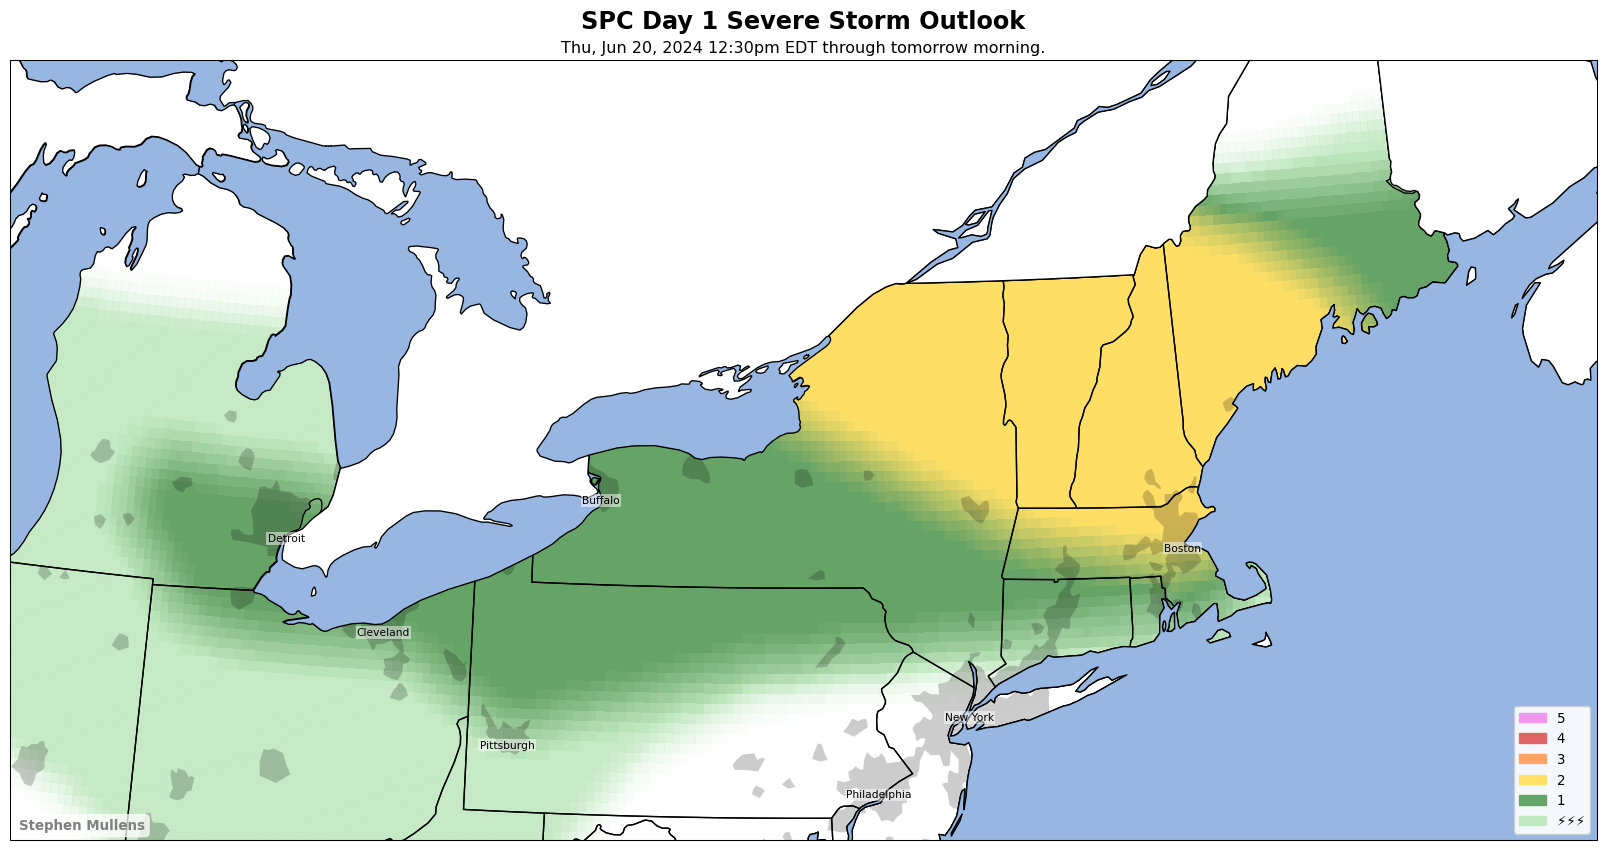 SPC Day 1 Severe Storm Outlook
Thu, Jun 20, 2024 12:30pm EDT through tomorrow morning.
Buffalo
Detroit
Boston
Cleveland
New York
Pittsburgh
Philadelphia
5
4
3
2
1
⚡⚡⚡
Stephen Mullens